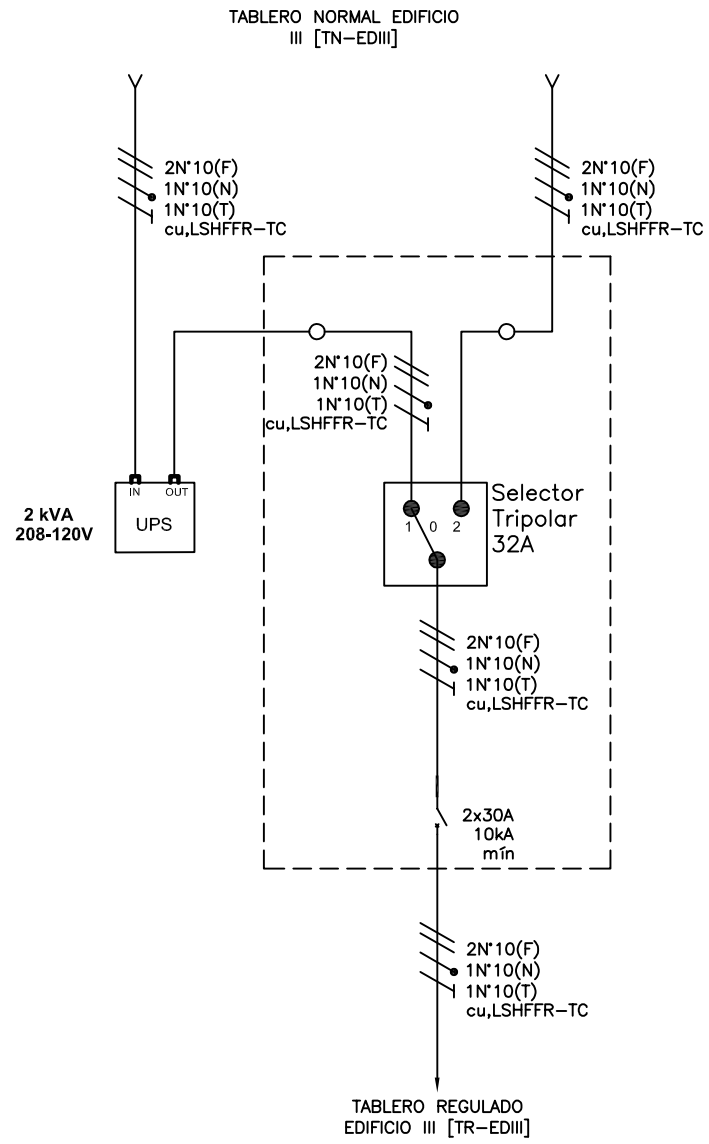 TABLERO NORMAL EDIFICIO
III [TN-EDIII]
2N°10(F)
1N°10(N)
1N°10(T)
cu,LSHFFR-TC
2N°10(F)
1N°10(N)
1N°10(T)
cu,LSHFFR-TC
2N°10(F)
1N°10(N)
1N°10(T)
cu,LSHFFR-TC
IN OUT
UPS
2 kVA
208-120V
1 0 2
Selector
Tripolar
32A
2N°10(F)
1N°10(N)
1N°10(T)
cu,LSHFFR-TC
2x30A
10kA
mín
2N°10(F)
1N°10(N)
1N°10(T)
cu,LSHFFR-TC
TABLERO REGULADO
EDIFICIO III [TR-EDIII]